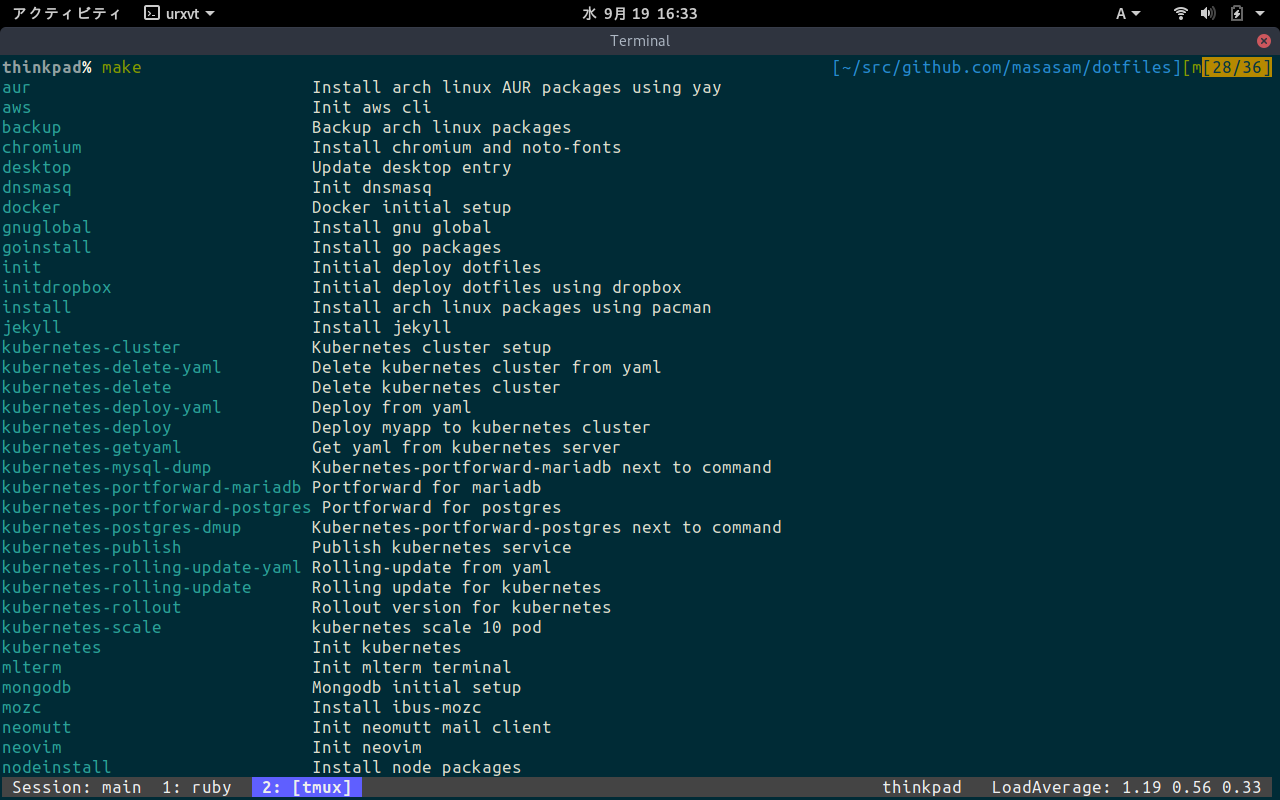 アクティビティ urxvt 水 9月 19 16:33 A
Terminal
thinkpad% make [~/src/github.com/masasam/dotfiles][m[28/36]
aur Install arch linux AUR packages using yay
aws Init aws cli
backup Backup arch linux packages
chromium Install chromium and noto-fonts
desktop Update desktop entry
dnsmasq Init dnsmasq
docker Docker initial setup
gnuglobal Install gnu global
goinstall Install go packages
init Initial deploy dotfiles
initdropbox Initial deploy dotfiles using dropbox
install Install arch linux packages using pacman
jekyll Install jekyll
kubernetes-cluster Kubernetes cluster setup
kubernetes-delete-yaml Delete kubernetes cluster from yaml
kubernetes-delete Delete kubernetes cluster
kubernetes-deploy-yaml Deploy from yaml
kubernetes-deploy Deploy myapp to kubernetes cluster
kubernetes-getyaml Get yaml from kubernetes server
kubernetes-mysql-dump Kubernetes-portforward-mariadb next to command
kubernetes-portforward-mariadb Portforward for mariadb
kubernetes-portforward-postgres Portforward for postgres
kubernetes-postgres-dmup Kubernetes-portforward-postgres next to command
kubernetes-publish Publish kubernetes service
kubernetes-rolling-update-yaml Rolling-update from yaml
kubernetes-rolling-update Rolling update for kubernetes
kubernetes-rollout Rollout version for kubernetes
kubernetes-scale kubernetes scale 10 pod
kubernetes Init kubernetes
mlterm Init mlterm terminal
mongodb Mongodb initial setup
mozc Install ibus-mozc
neomutt Init neomutt mail client
neovim Init neovim
nodeinstall Install node packages
Session: main 1: ruby 2: [tmux] thinkpad LoadAverage: 1.19 0.56 0.33